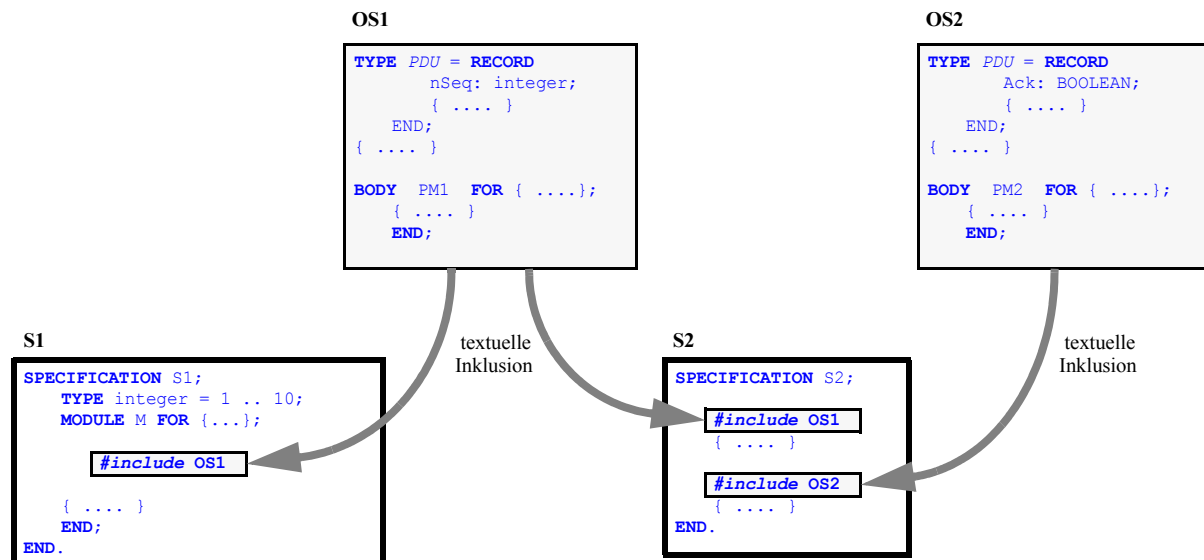 OS1
TYPE PDU = RECORD
nSeq: integer;
{ .... }
END;
{ .... }
BODY PM1 FOR { ....};
{ .... }
END;
OS2
TYPE PDU = RECORD
Ack: BOOLEAN;
{ .... }
END;
{ .... }
BODY PM2 FOR { ....};
{ .... }
END;
textuelle
Inklusion
textuelle
Inklusion
S1
SPECIFICATION S1;
TYPE integer = 1 .. 10;
MODULE M FOR {...};
#include OS1
{ .... }
END;
END.
S2
SPECIFICATION S2;
#include OS1
{ .... }
#include OS2
{ .... }
END.